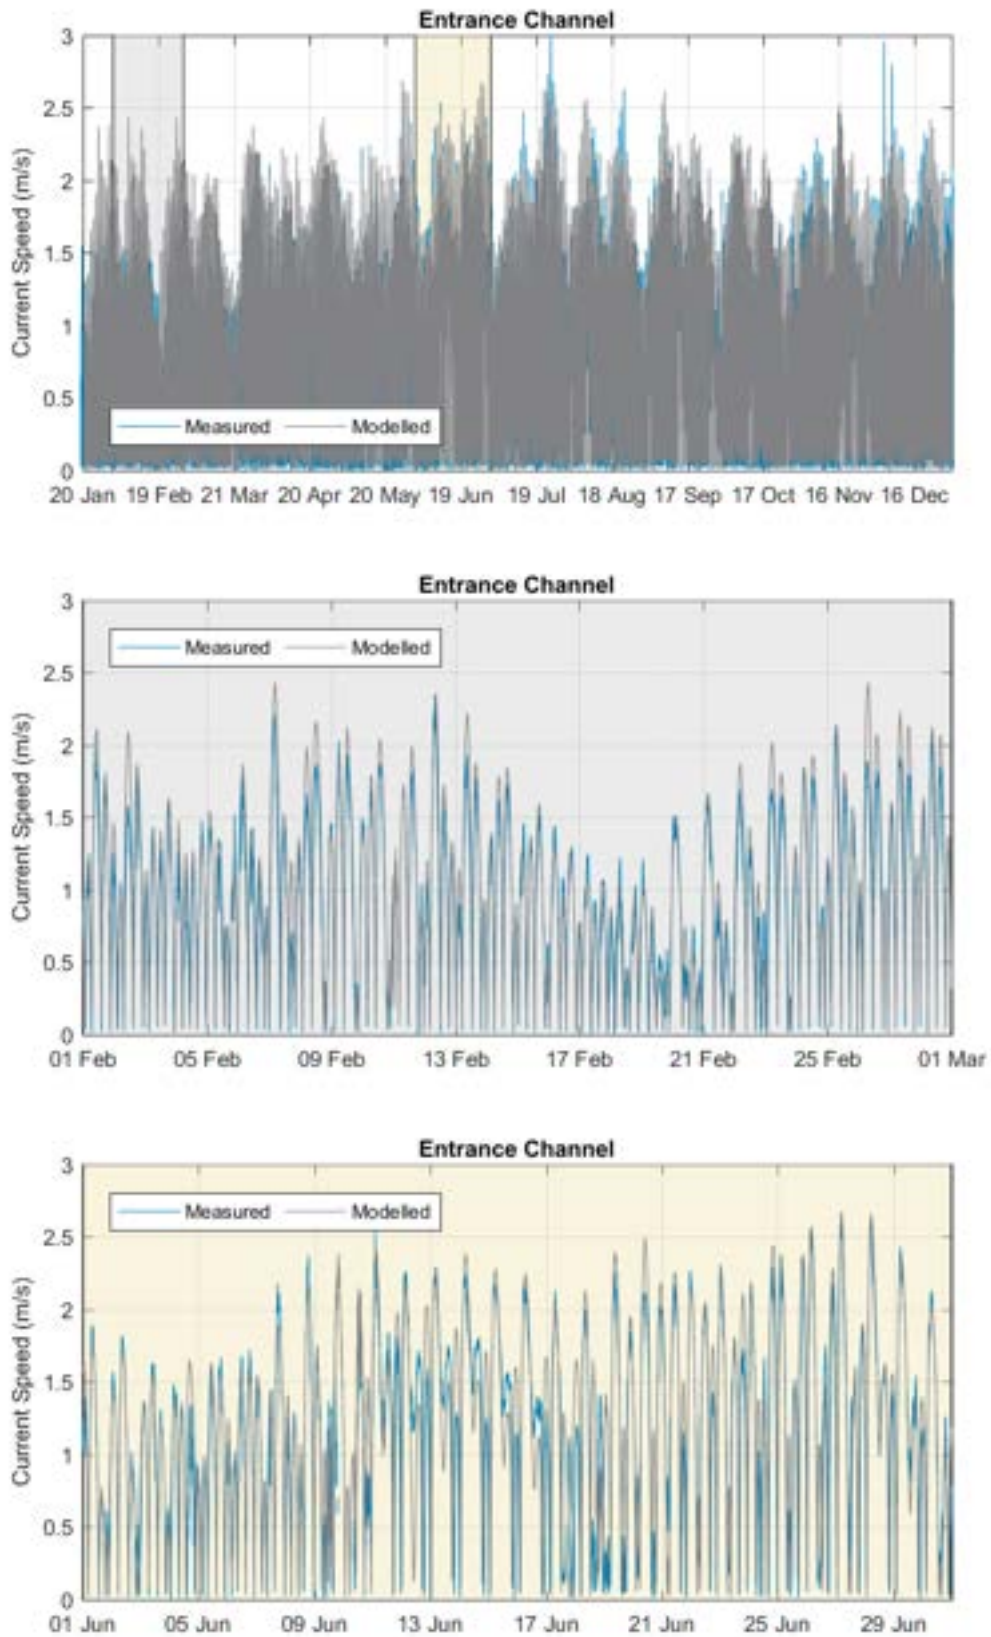 Entrance Channel
3
2.5
2
1.5
1
0.5
0
Current Speed (m/s)
Measured Modelled
20 Jan 19 Feb 21 Mar 20 Apr 20 May 19 Jun 19 Jul 18 Aug 17 Sep 17 Oct 16 Nov 16 Dec
Entrance Channel
3
2.5
2
1.5
1
0.5
0
Current Speed (m/s)
Measured Modelled
01 Feb 05 Feb 09 Feb 13 Feb 17 Feb 21 Feb 25 Feb 01 Mar
Entrance Channel
3
2.5
2
1.5
1
0.5
0
Current Speed (m/s)
Measured Modelled
01 Jun 05 Jun 09 Jun 13 Jun 17 Jun 21 Jun 25 Jun 29 Jun